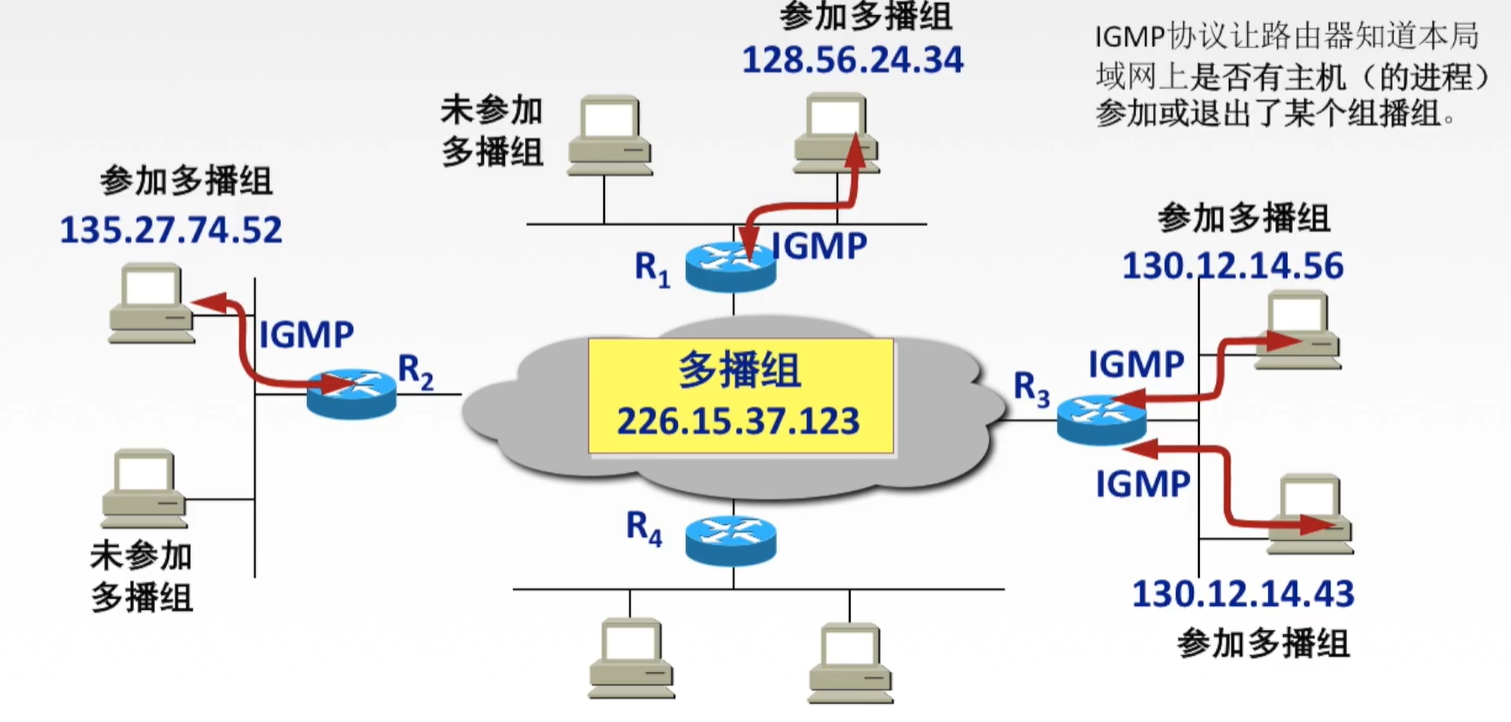 参加多播组
128.56.24.34
IGMP协议让路由器知道本局
域网上是否有主机（的进程）
参加或退出了某个组播组。
未参加
多播组
参加多播组
135.27.74.52
R1
IGMP
参加多播组
130.12.14.56
IGMP
R2
多播组
226.15.37.123
IGMP
R3
IGMP
R4
未参加
多播组
130.12.14.43
参加多播组